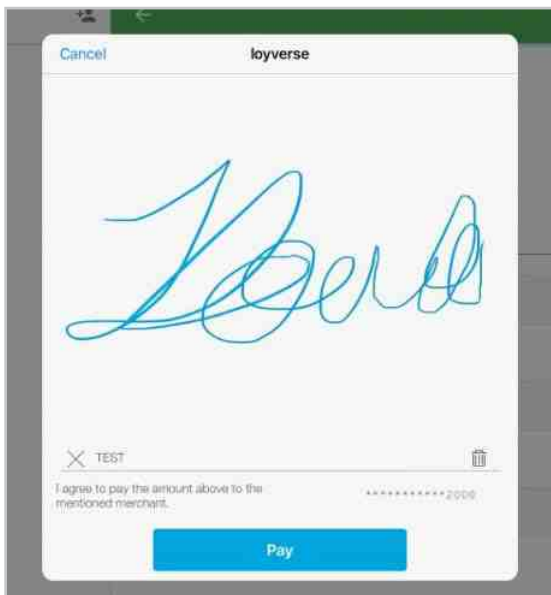 Cancel
loyverse
TEST
I agree to pay the amount above to the
mentioned merchant.
***********2006
Pay